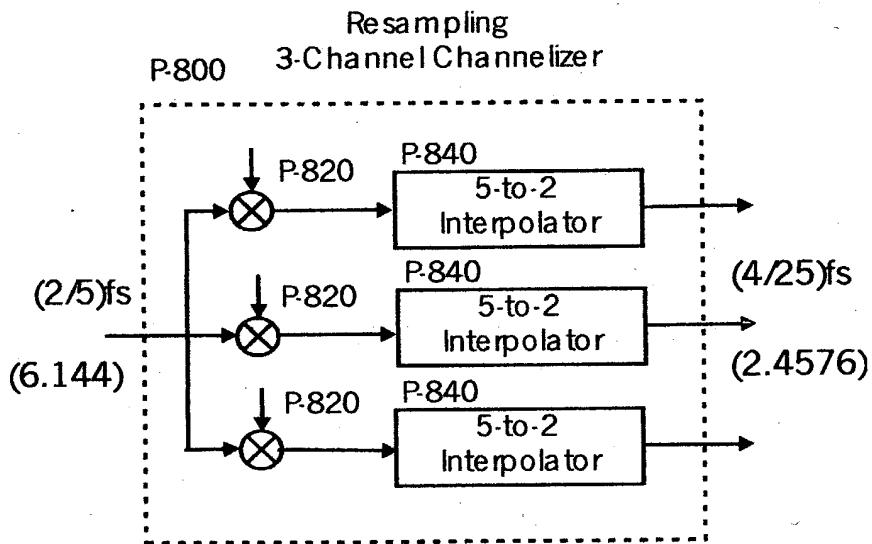 Resampling
3-Channel Channelizer
P-800
P-820
P-840
5-to-2
Interpolator
(2/5)fs
(6.144)
P-820
P-840
5-to-2
Interpolator
(4/25)fs
(2.4576)
P-820
P-840
5-to-2
Interpolator